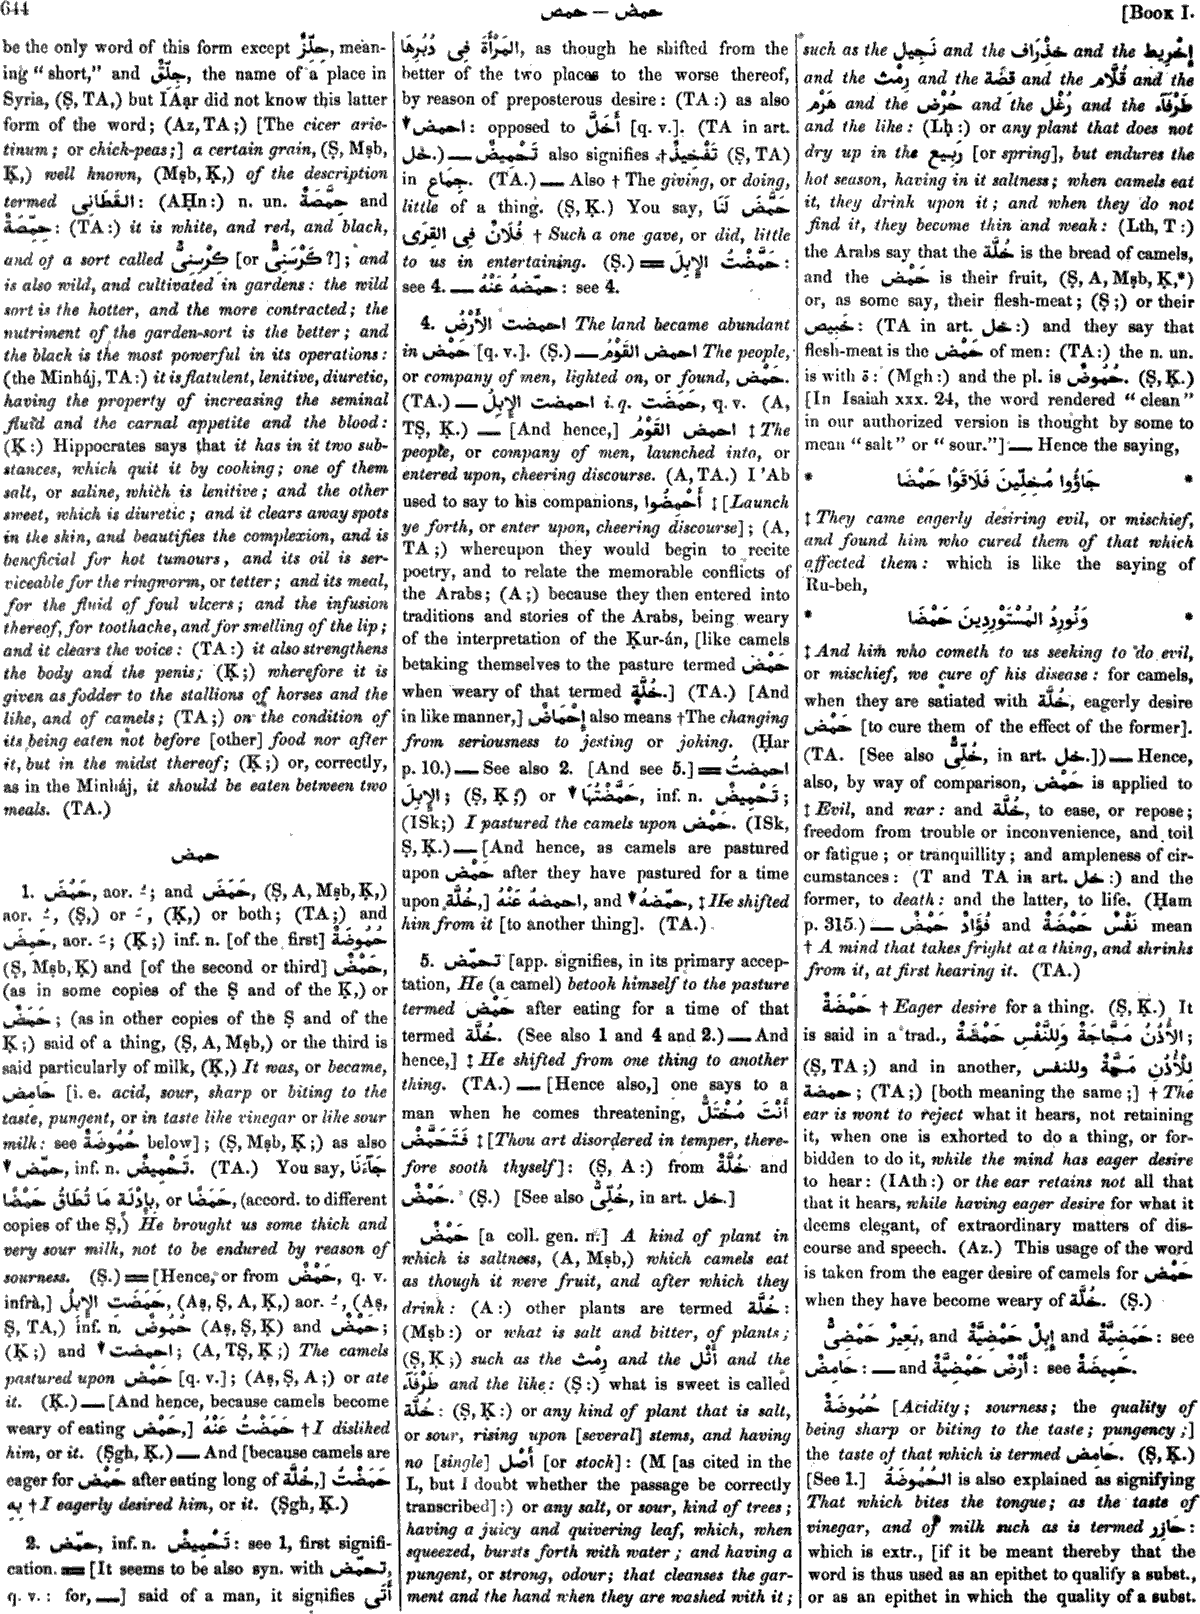 644
حمص — حمض
[Book I.
be the only word of this form except حِلِّزٌ, mean-
ing “short,” and جِلِّقٌ, the name of a place in
Syria, (Ṣ, TA,) but IAạr did not know this latter
form of the word; (Az, TA;) [The cicer arie-
tinum; or chick-peas;] a certain grain, (Ṣ, Mṣb,
Ḳ,) well known, (Mṣb, Ḳ,) of the description
termed القَطَانِى: (AḤn:) n. un. حِمَّصَةٌ and
حِمِّصَةٌ: (TA:) it is white, and red, and black,
and of a sort called كَرْسَنِىٌّ [or كِرْسَنِىٌّ?]; and
is also wild, and cultivated in gardens: the wild
sort is the hotter, and the more contracted; the
nutriment of the garden-sort is the better; and
the black is the most powerful in its operations:
(the Minháj, TA:) it is flatulent, lenitive, diuretic,
having the property of increasing the seminal
fluid and the carnal appetite and the blood:
(Ḳ:) Hippocrates says that it has in it two sub-
stances, which quit it by cooking; one of them
salt, or saline, which is lenitive; and the other
sweet, which is diuretic; and it clears away spots
in the skin, and beautifies the complexion, and is
beneficial for hot tumours, and its oil is ser-
viceable for the ringworm, or tetter; and its meal,
for the fluid of foul ulcers; and the infusion
thereof, for toothache, and for swelling of the lip;
and it clears the voice: (TA:) it also strengthens
the body and the penis; (Ḳ;) wherefore it is
given as fodder to the stallions of horses and the
like, and of camels; (TA;) on the condition of
its being eaten not before [other] food nor after
it, but in the midst thereof; (Ḳ;) or, correctly,
as in the Minháj, it should be eaten between two
meals. (TA.)
حمض
1. حَمُضَ, aor. ـُ; and حَمَضَ, (Ṣ, A, Mṣb, Ḳ,)
aor. ـُ, (Ṣ,) or ـَ, (Ḳ,) or both; (TA;) and
حَمِضَ, aor. ـَ; (Ḳ;) inf. n. [of the first] حُمُوضَةٌ
(Ṣ, Mṣb, Ḳ) and [of the second or third] حَمْضٌ,
(as in some copies of the Ṣ and of the Ḳ,) or
حَمَضٌ; (as in other copies of the Ṣ and of the
Ḳ;) said of a thing, (Ṣ, A, Mṣb,) or the third is
said particularly of milk, (Ḳ,) It was, or became,
حَامِض [i. e. acid, sour, sharp or biting to the
taste, pungent, or in taste like vinegar or like sour
milk: see حُمُوضَةٌ below]; (Ṣ, Mṣb, Ḳ;) as also
▼ حمّض, inf. n. تَحْمِيضٌ. (TA.) You say, جَآءَنَا
بِإِدْلَةٍ مَا تُطَاقُ حَمْضًا, or حَمَضًا, (accord. to different
copies of the Ṣ,) He brought us some thick and
very sour milk, not to be endured by reason of
sourness. (Ṣ.) == [Hence, or from حَمْضٌ, q. v.
infrà,] حَمَضَتِ الإِبِلُ, (Aṣ, Ṣ, A, Ḳ,) aor. ـُ, (Aṣ,
Ṣ, TA,) inf. n. حُمُوضٌ (Aṣ, Ṣ, Ḳ) and حَمْضٌ;
(Ḳ;) and ▼ احمضت; (A, TṢ, Ḳ;) The camels
pastured upon حَمْض [q. v.]; (Aṣ, Ṣ, A;) or ate
it. (Ḳ.) — [And hence, because camels become
weary of eating حَمْض,] حَمَضْتُ عَنْهُ † I disliked
him, or it. (Ṣgh, Ḳ.) — And [because camels are
eager for حَمْض after eating long of خُلَّة,] حَمَضْتُ
بِهِ † I eagerly desired him, or it. (Ṣgh, Ḳ.)
2. حمّض, inf. n. تَحْمِيضٌ: see 1, first signifi-
cation. == [It seems to be also syn. with تحمّض,
q. v.: for, —] said of a man, it signifies أَتَى
المَرْأَةَ فِى دُبُرِهَا, as though he shifted from the
better of the two places to the worse thereof,
by reason of preposterous desire: (TA:) as also
▼ احمض: opposed to أَخَلَّ [q. v.]. (TA in art.
خل.) — تَحْمِيضٌ also signifies † تَفْخِيذٌ (Ṣ, TA)
in جِمَاع. (TA.) — Also † The giving, or doing,
little of a thing. (Ṣ, Ḳ.) You say, حَمَّضَ لَنَا
فُلَانٌ فِى القِرَى † Such a one gave, or did, little
to us in entertaining. (Ṣ.) == حَمَّضْتُ الإِبِلَ:
see 4. — حمّضهُ عَنْهُ: see 4.
4. احمضت الأَرْضُ The land became abundant
in حَمْض [q. v.]. (Ṣ.) — احمض القَوْمُ The people,
or company of men, lighted on, or found, حَمْض.
(TA.) — احمضت الإِبِلُ i. q. حَمَضَت, q. v. (A,
TṢ, Ḳ.) — [And hence,] احمض القَوْمُ ‡ The
people, or company of men, launched into, or
entered upon, cheering discourse. (A, TA.) I ’Ab
used to say to his companions, أَحْمِضُوا ‡ [Launch
ye forth, or enter upon, cheering discourse]; (A,
TA;) whereupon they would begin to recite
poetry, and to relate the memorable conflicts of
the Arabs; (A;) because they then entered into
traditions and stories of the Arabs, being weary
of the interpretation of the Ḳur-án, [like camels
betaking themselves to the pasture termed حَمْض
when weary of that termed خُلَّة.] (TA.) [And
in like manner,] إِحْمَاضٌ also means † The changing
from seriousness to jesting or joking. (Ḥar
p. 10.) — See also 2. [And see 5.] == احمضتُ
الإِبِلَ; (Ṣ, Ḳ;) or ▼ حَمَّضْتُهَا, inf. n. تَحْمِيضٌ;
(ISk;) I pastured the camels upon حَمْض. (ISk,
Ṣ, Ḳ.) — [And hence, as camels are pastured
upon حَمْض after they have pastured for a time
upon خُلَّة,] احمضهُ عَنْهُ, and ▼ حمّضهُ, ‡ He shifted
him from it [to another thing]. (TA.)
5. تحمّض [app. signifies, in its primary accep-
tation, He (a camel) betook himself to the pasture
termed حَمْض after eating for a time of that
termed خُلَّة. (See also 1 and 4 and 2.) — And
hence,] ‡ He shifted from one thing to another
thing. (TA.) — [Hence also,] one says to a
man when he comes threatening, أَنْتَ مُخْتَلٌّ
فَتَحَمَّضْ ‡ [Thou art disordered in temper, there-
fore sooth thyself]: (Ṣ, A:) from خُلَّةٌ and
حَمْضٌ. (Ṣ.) [See also خُلِّىٌّ, in art. خل.]
حَمْضٌ [a coll. gen. n.] A kind of plant in
which is saltness, (A, Mṣb,) which camels eat
as though it were fruit, and after which they
drink: (A:) other plants are termed خُلَّة:
(Mṣb:) or what is salt and bitter, of plants;
(Ṣ, Ḳ;) such as the رِمْث and the أَثْل and the
طَرْفَآء and the like: (Ṣ:) what is sweet is called
خُلَّة: (Ṣ, Ḳ:) or any kind of plant that is salt,
or sour, rising upon [several] stems, and having
no [single] أَصْل [or stock]: (M [as cited in the
L, but I doubt whether the passage be correctly
transcribed]:) or any salt, or sour, kind of trees;
having a juicy and quivering leaf, which, when
squeezed, bursts forth with water; and having a
pungent, or strong, odour; that cleanses the gar-
ment and the hand when they are washed with it;
such as the نَجِيل and the خِذْرَاف and the إِخْرِيط
and the رِمْث and the قِضَة and the قُلَّام and the
هَرْم and the حُرْض and the رُغْل and the طَرْفَآء
and the like: (Lḥ:) or any plant that does not
dry up in the رَبِيع [or spring], but endures the
hot season, having in it saltness; when camels eat
it, they drink upon it; and when they do not
find it, they become thin and weak: (Lth, T:)
the Arabs say that the خُلَّة is the bread of camels,
and the حَمْض is their fruit, (Ṣ, A, Mṣb, Ḳ,*)
or, as some say, their flesh-meat; (Ṣ;) or their
خَبِيص: (TA in art. خل:) and they say that
flesh-meat is the حَمْض of men: (TA:) the n. un.
is with ة: (Mgh:) and the pl. is حُمُوضٌ. (Ṣ, Ḳ.)
[In Isaiah xxx. 24, the word rendered “clean”
in our authorized version is thought by some to
mean “salt” or “sour.”] — Hence the saying,
* جَاؤُوا مُخِلِّينَ فَلَاقَوْا حَمْضَا *
‡ They came eagerly desiring evil, or mischief,
and found him who cured them of that which
affected them: which is like the saying of
Ru-beh,
* وَنُورِدُ المُسْتَوْرِدِينَ حَمْضَا *
‡ And him who cometh to us seeking to do evil,
or mischief, we cure of his disease: for camels,
when they are satiated with خُلَّة, eagerly desire
حَمْض [to cure them of the effect of the former].
(TA. [See also خُلِّىٌّ, in art. خل.]) — Hence,
also, by way of comparison, حَمْض is applied to
‡ Evil, and war: and خُلَّة, to ease, or repose;
freedom from trouble or inconvenience, and toil
or fatigue; or tranquillity; and ampleness of cir-
cumstances: (T and TA in art. خل:) and the
former, to death: and the latter, to life. (Ḥam
p. 315.) — فُؤَادٌ حَمْضٌ and نَفْسٌ حَمْضَةٌ mean
† A mind that takes fright at a thing, and shrinks
from it, at first hearing it. (TA.)
حَمْضَةٌ † Eager desire for a thing. (Ṣ, Ḳ.) It
is said in a trad., الأُذُنُ مَجَّاجَةٌ وَلِلنَّفْسِ حَمْضَةٌ;
(Ṣ, TA;) and in another, لِلْأُذُنِ مَجَّةٌ وللنفس
حمضة; (TA;) [both meaning the same;] † The
ear is wont to reject what it hears, not retaining
it, when one is exhorted to do a thing, or for-
bidden to do it, while the mind has eager desire
to hear: (IAth:) or the ear retains not all that
that it hears, while having eager desire for what it
deems elegant, of extraordinary matters of dis-
course and speech. (Az.) This usage of the word
is taken from the eager desire of camels for حَمْض
when they have become weary of خُلَّة. (Ṣ.)
بَعِيرٌ حَمْضِىٌّ, and إِبِلٌ حَمْضِيَّةٌ and حَمَضِيَّةٌ: see
حَامِضٌ: — and أَرْضٌ حَمْضِيَّةٌ: see حَمِيضَةٌ.
حُمُوضَةٌ [Acidity; sourness; the quality of
being sharp or biting to the taste; pungency;]
the taste of that which is termed حَامِض. (Ṣ, Ḳ.)
[See 1.] الحُمُوضَةُ is also explained as signifying
That which bites the tongue; as the taste of
vinegar, and of milk such as is termed حَازِر:
which is extr., [if it be meant thereby that the
word is thus used as an epithet to qualify a subst.,
or as an epithet in which the quality of a subst.